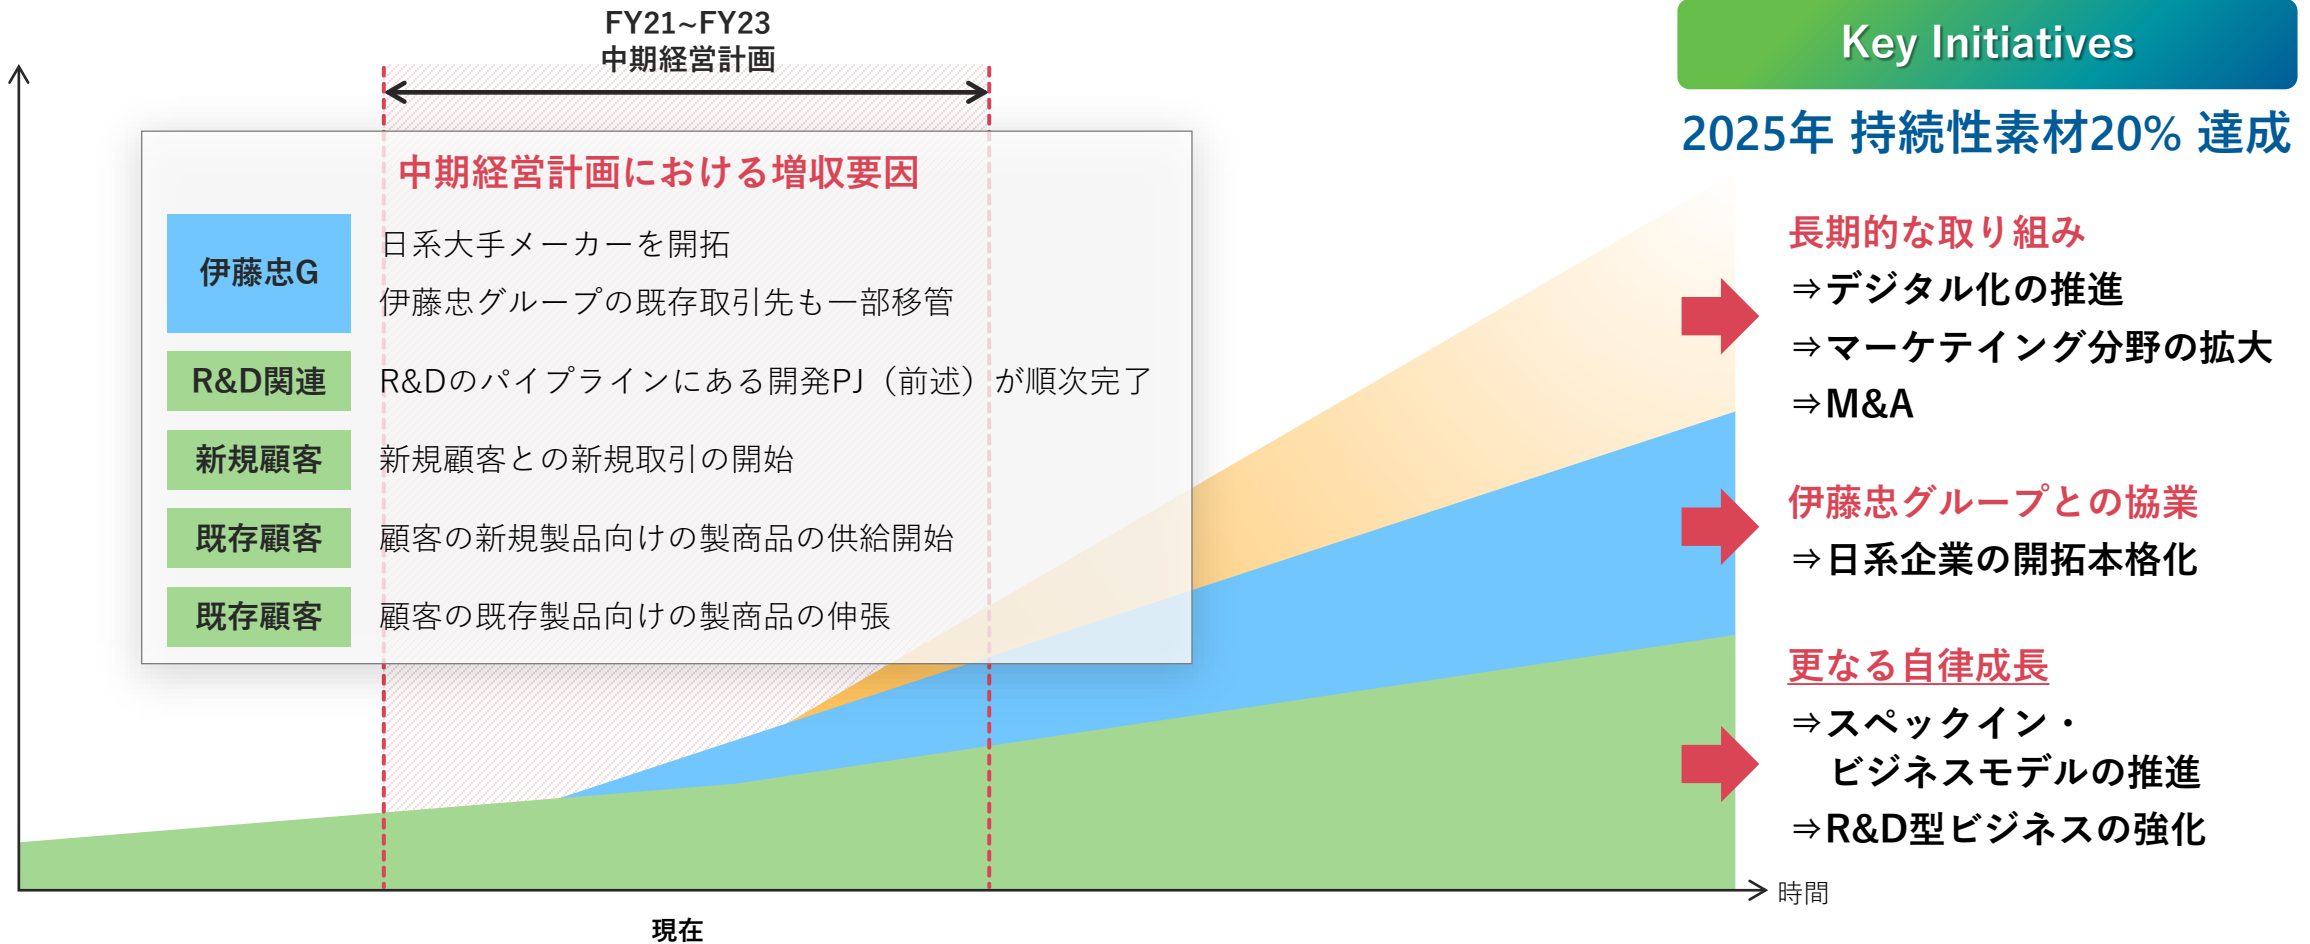 FY21~FY23
中期経営計画
中期経営計画における増収要因
伊藤忠G
日系大手メーカーを開拓
伊藤忠グループの既存取引先も一部移管
R&D関連
R&Dのパイプラインにある開発PJ（前述）が順次完了
新規顧客
新規顧客との新規取引の開始
既存顧客
顧客の新規製品向けの製商品の供給開始
既存顧客
顧客の既存製品向けの製商品の伸張
現在
時間
Key Initiatives
2025年 持続性素材20% 達成
長期的な取り組み
⇒デジタル化の推進
⇒マーケテイング分野の拡大
⇒M&A
伊藤忠グループとの協業
⇒日系企業の開拓本格化
更なる自律成長
⇒スペックイン・
ビジネスモデルの推進
⇒R&D型ビジネスの強化